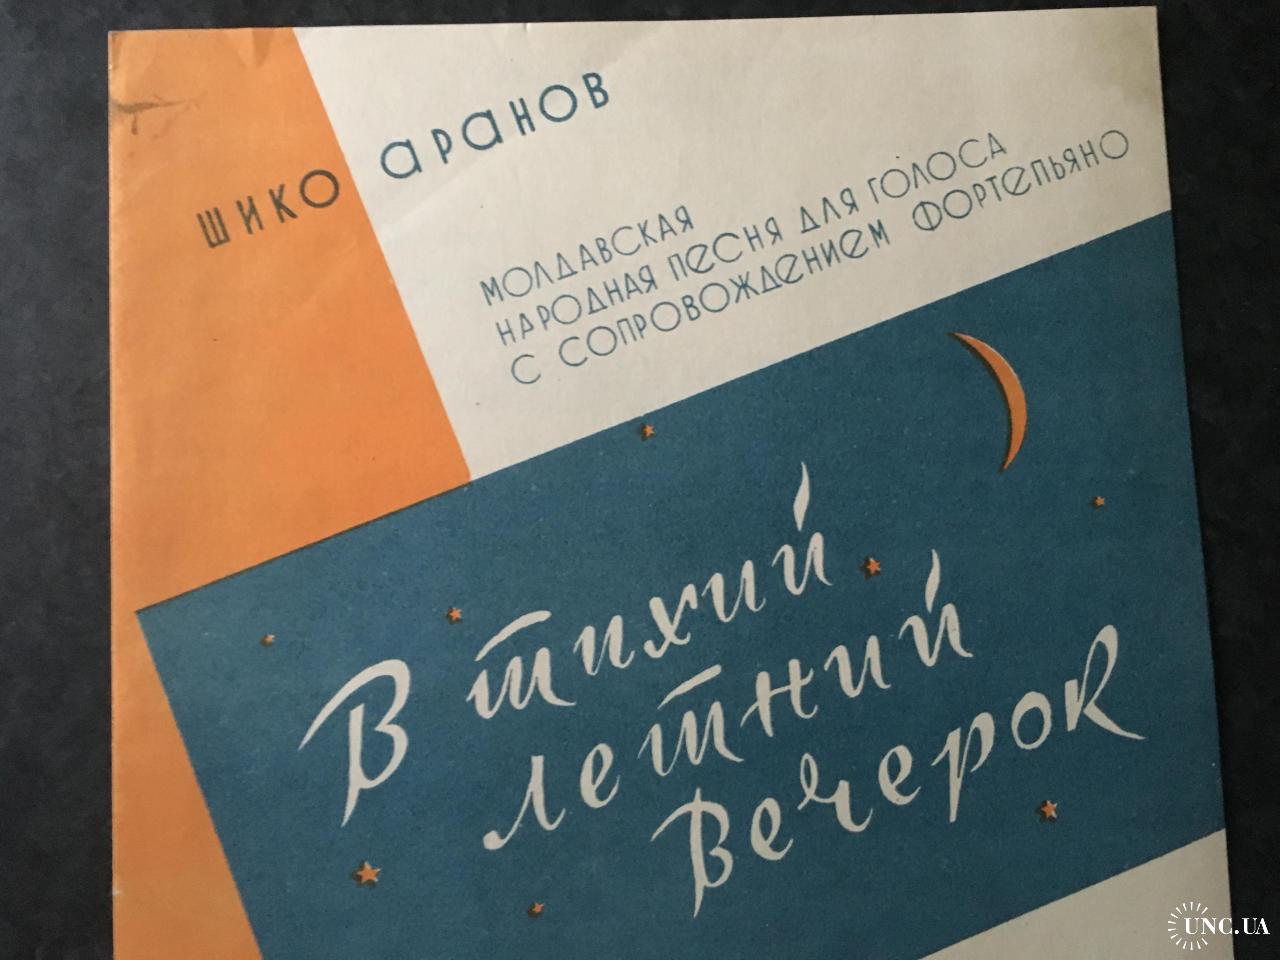 ШИКО АРАНОВ
МОЛДАВСКАЯ
НАРОДНАЯ ПЕСНЯ ДЛЯ ГОЛОСА
С СОПРОВОЖДЕНИЕМ ФОРТЕПЬЯНО
В тихий
летний
вечерок
UNC.UA